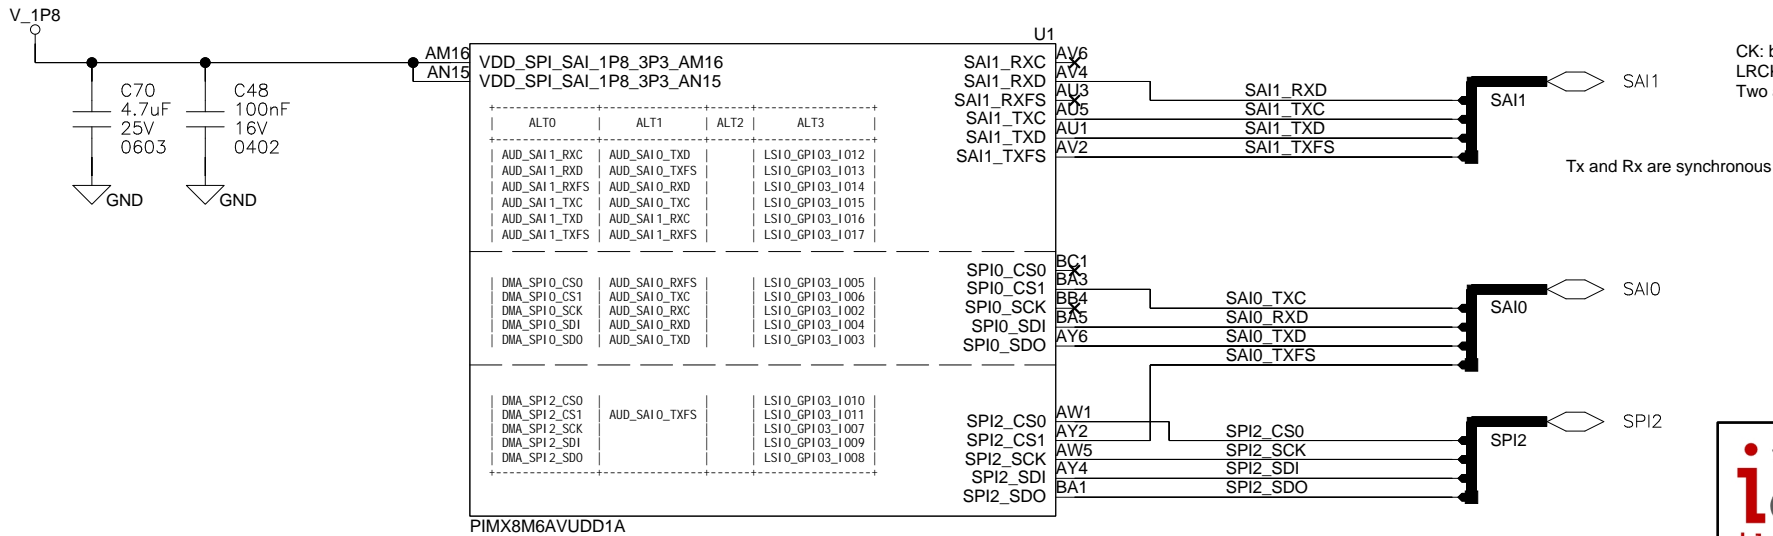 V_1P8
C70
4.7uF
25V
0603
GND
C48
100nF
16V
0402
GND
U1
AM16
AN15
VDD_SPI_SAI_1P8_3P3_AM16
VDD_SPI_SAI_1P8_3P3_AN15
| ALT0 | ALT1 | ALT2 | ALT3 |
| AUD_SAI1_RXC | AUD_SAI0_TXD | | LSIO_GPIO3_IO12 |
| AUD_SAI1_RXD | AUD_SAI0_TXFS | | LSIO_GPIO3_IO13 |
| AUD_SAI1_RXFS | AUD_SAI0_RXD | | LSIO_GPIO3_IO14 |
| AUD_SAI1_TXC | AUD_SAI0_TXC | | LSIO_GPIO3_IO15 |
| AUD_SAI1_TXD | AUD_SAI1_RXC | | LSIO_GPIO3_IO16 |
| AUD_SAI1_TXFS | AUD_SAI1_RXFS | | LSIO_GPIO3_IO17 |
| DMA_SPI0_CS0 | AUD_SAI0_RXFS | | LSIO_GPIO3_IO05 |
| DMA_SPI0_CS1 | AUD_SAI0_TXC | | LSIO_GPIO3_IO06 |
| DMA_SPI0_SCK | AUD_SAI0_RXC | | LSIO_GPIO3_IO02 |
| DMA_SPI0_SDI | AUD_SAI0_RXD | | LSIO_GPIO3_IO04 |
| DMA_SPI0_SDO | AUD_SAI0_TXD | | LSIO_GPIO3_IO03 |
| DMA_SPI2_CS0 | | | LSIO_GPIO3_IO10 |
| DMA_SPI2_CS1 | AUD_SAI0_TXFS | | LSIO_GPIO3_IO11 |
| DMA_SPI2_SCK | | | LSIO_GPIO3_IO07 |
| DMA_SPI2_SDI | | | LSIO_GPIO3_IO09 |
| DMA_SPI2_SDO | | | LSIO_GPIO3_IO08 |
SAI1_RXC AV6
SAI1_RXD AV4 SAI1_RXD
SAI1_RXFS AU3
SAI1_TXC AU5 SAI1_TXC
SAI1_TXD AU1 SAI1_TXD
SAI1_TXFS AV2 SAI1_TXFS
SAI1
SAI1
SPI0_CS0 BC1
SPI0_CS1 BA3 SAI0_TXC
SPI0_SCK BB4
SPI0_SDI BA5 SAI0_RXD
SPI0_SDO AY6 SAI0_TXD
SAI0_TXFS
SAI0
SAI0
SPI2_CS0 AW1 SPI2_CS0
SPI2_CS1 AY2
SPI2_SCK AW5 SPI2_SCK
SPI2_SDI AY4 SPI2_SDI
SPI2_SDO BA1 SPI2_SDO
SPI2
SPI2
PIMX8M6AVUDD1A
CK:
Two
Tx and Rx are synchronous